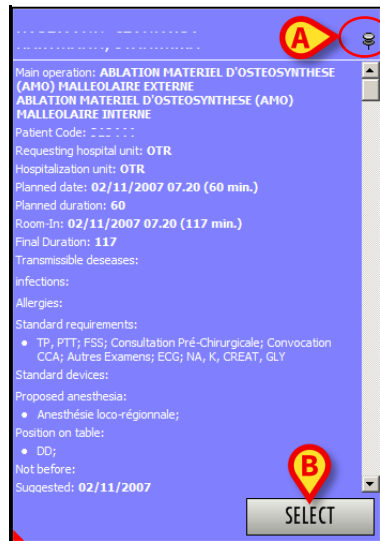 A
Main operation: ABLATION MATERIEL D'OSTEOSYNTHESE
(AMO) MALLEOLAIRE EXTERNE
ABLATION MATERIEL D'OSTEOSYNTHESE (AMO)
MALLEOLAIRE INTERNE
Patient Code:
Requesting hospital unit: OTR
Hospitalization unit: OTR
Planned date: 02/11/2007 07.20 (60 min.)
Planned duration: 60
Room-In: 02/11/2007 07.20 (117 min.)
Final Duration: 117
Transmissible deseases:
infections:
Allergies:
Standard requirements:
• TP, PTT; FSS; Consultation Pré-Chirurgicale; Convocation
CCA; Autres Examens; ECG; NA, K, CREAT, GLY
Standard devices:
Proposed anesthesia:
• Anesthésie loco-régionnale;
Position on table:
• DD;
Not before:
Suggested: 02/11/2007
B
SELECT